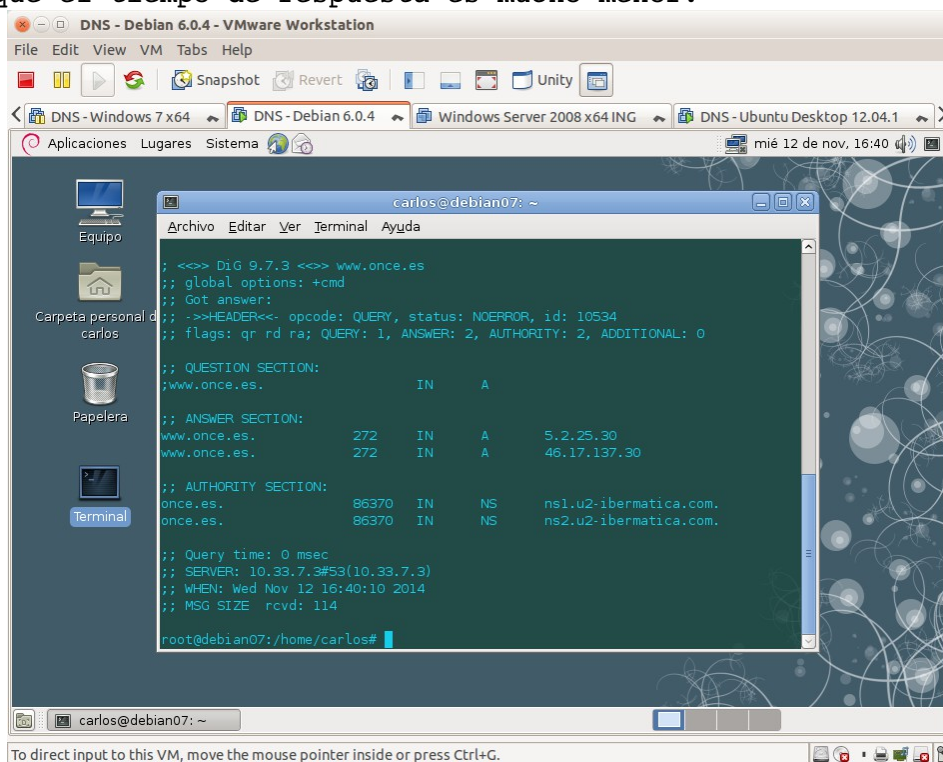 que el tiempo de respuesta es mucho menor.
DNS - Debian 6.0.4 - VMware Workstation
File Edit View VM Tabs Help
Snapshot Revert Unity
DNS - Windows 7 x64 DNS - Debian 6.0.4 Windows Server 2008 x64 ING DNS - Ubuntu Desktop 12.04.1
Aplicaciones Lugares Sistema mié 12 de nov, 16:40
Equipo
Carpeta personal d
carlos
Papelera
Terminal
carlos@debian07: ~
Archivo Editar Ver Terminal Ayuda
; <<>> DiG 9.7.3 <<>> www.once.es
;; global options: +cmd
;; Got answer:
;; ->>HEADER<<- opcode: QUERY, status: NOERROR, id: 10534
;; flags: qr rd ra; QUERY: 1, ANSWER: 2, AUTHORITY: 2, ADDITIONAL: 0
;; QUESTION SECTION:
;www.once.es. IN A
;; ANSWER SECTION:
www.once.es. 272 IN A 5.2.25.30
www.once.es. 272 IN A 46.17.137.30
;; AUTHORITY SECTION:
once.es. 86370 IN NS ns1.u2-ibermatica.com.
once.es. 86370 IN NS ns2.u2-ibermatica.com.
;; Query time: 0 msec
;; SERVER: 10.33.7.3#53(10.33.7.3)
;; WHEN: Wed Nov 12 16:40:10 2014
;; MSG SIZE rcvd: 114
root@debian07:/home/carlos#
carlos@debian07: ~
To direct input to this VM, move the mouse pointer inside or press Ctrl+G.